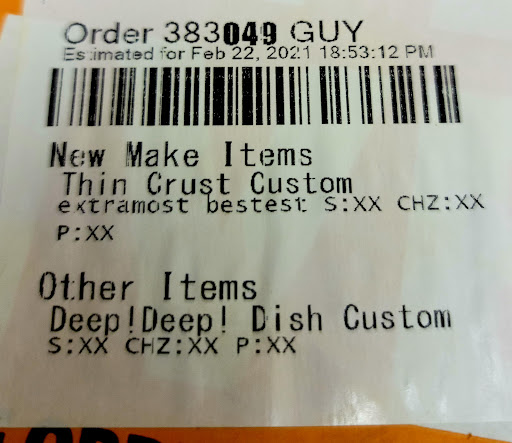 Order 383049 GUY
Estimated for Feb 22, 2021 18:53:12 PM
New Make Items
Thin Crust Custom
extramost bestest S:XX CHZ:XX
P:XX
Other Items
Deep!Deep! Dish Custom
S:XX CHZ:XX P:XX